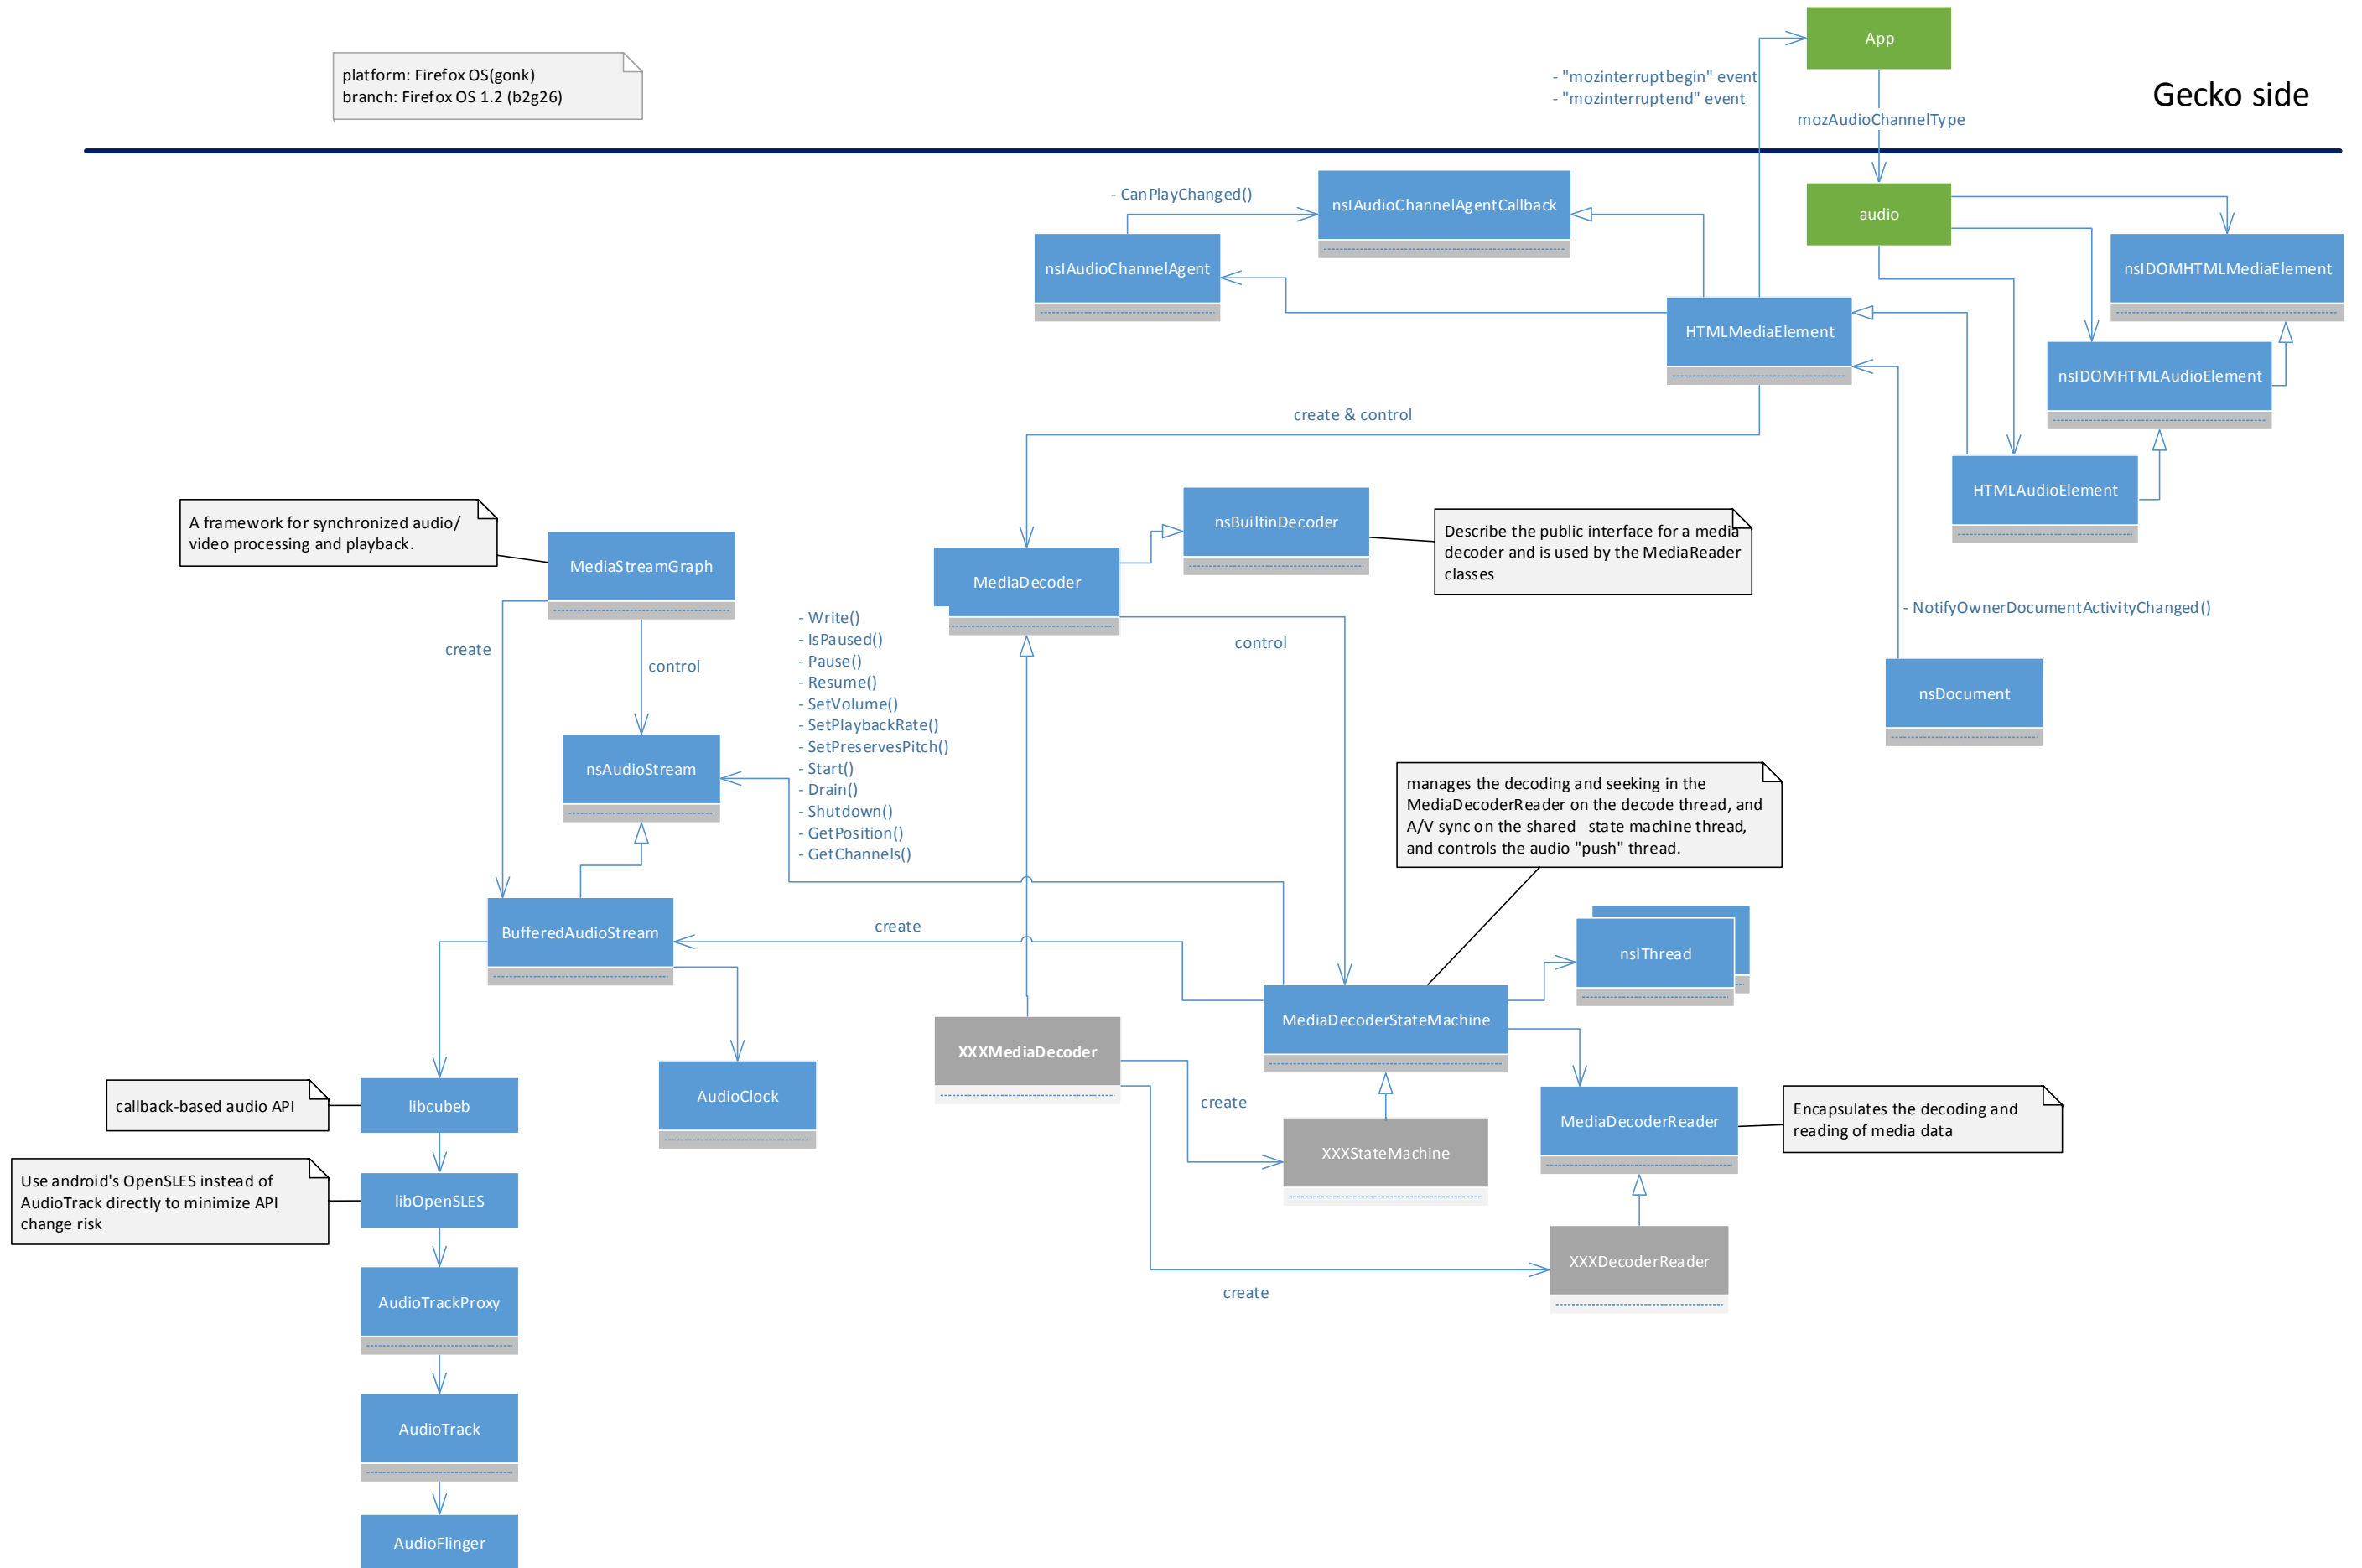 App
platform: Firefox OS(gonk)
branch: Firefox OS 1.2 (b2g26)
- "mozinterruptbegin" event
- "mozinterruptend" event
Gecko side
mozAudioChannelType
- CanPlayChanged()
nsIAudioChannelAgentCallback
audio
nsIAudioChannelAgent
nsIDOMHTMLMediaElement
HTMLMediaElement
nsIDOMHTMLAudioElement
create & control
HTMLAudioElement
A framework for synchronized audio/
video processing and playback.
MediaStreamGraph
nsBuiltinDecoder
Describe the public interface for a media
decoder and is used by the MediaReader
classes
MediaDecoder
- NotifyOwnerDocumentActivityChanged()
create
control
- Write()
- IsPaused()
- Pause()
- Resume()
- SetVolume()
- SetPlaybackRate()
- SetPreservesPitch()
- Start()
- Drain()
- Shutdown()
- GetPosition()
- GetChannels()
control
nsDocument
nsAudioStream
manages the decoding and seeking in the
MediaDecoderReader on the decode thread, and
A/V sync on the shared state machine thread,
and controls the audio "push" thread.
BufferedAudioStream
create
nsIThread
MediaDecoderStateMachine
XXXMediaDecoder
AudioClock
callback-based audio API
libcubeb
create
XXXStateMachine
MediaDecoderReader
Encapsulates the decoding and
reading of media data
Use android's OpenSLES instead of
AudioTrack directly to minimize API
change risk
libOpenSLES
XXXDecoderReader
create
AudioTrackProxy
AudioTrack
AudioFlinger